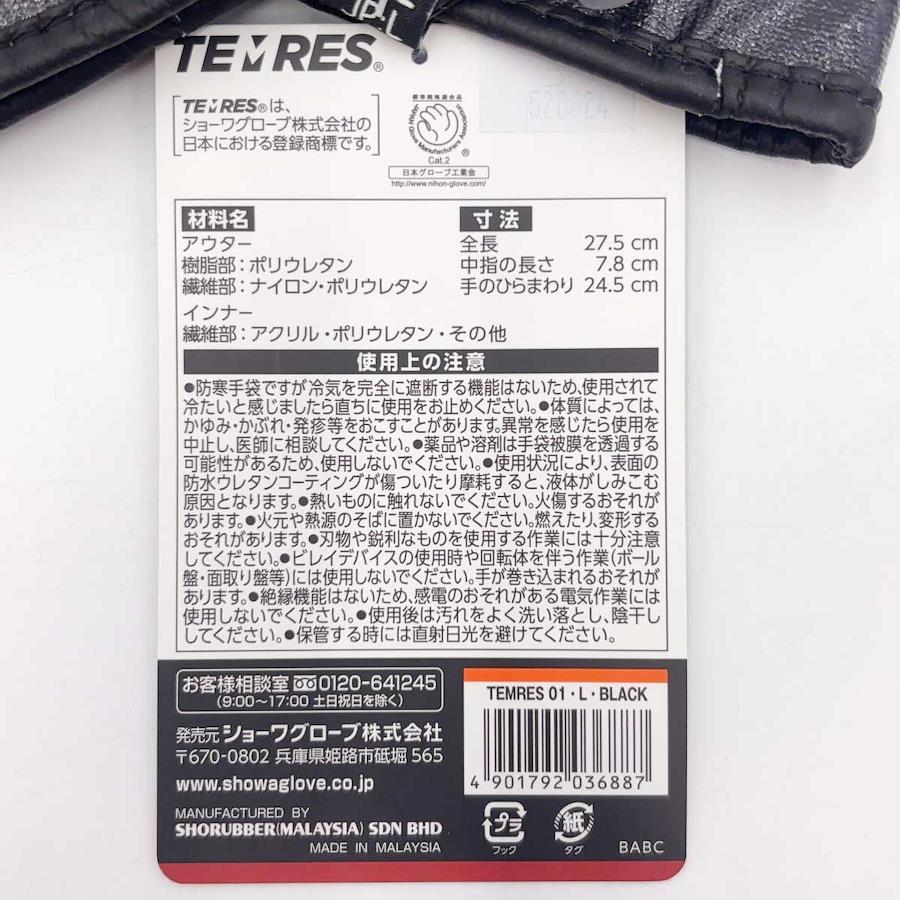 TEMRES®
TEMRES®は、
ショーワグローブ株式会社の
日本における登録商標です。
標準規格適合品
JAPAN Glove Manufacturers Association
®
Cat.2
日本グローブ工業会
http://www.nihon-glove.com/
520624
材料名
アウター
樹脂部：ポリウレタン
繊維部：ナイロン・ポリウレタン
インナー
繊維部：アクリル・ポリウレタン・その他
寸法
全長 27.5 cm
中指の長さ 7.8 cm
手のひらまわり 24.5 cm
使用上の注意
●防寒手袋ですが冷気を完全に遮断する機能はないため、使用されて
冷たいと感じましたら直ちに使用をお止めください。●体質によっては、
かゆみ・かぶれ・発疹等をおこすことがあります。異常を感じたら使用を
中止し、医師に相談してください。●薬品や溶剤は手袋被膜を透過する
可能性があるため、使用しないでください。●使用状況により、表面の
防水ウレタンコーティングが傷ついたり摩耗すると、液体がしみこむ
原因となります。●熱いものに触れないでください。火傷するおそれが
あります。●火元や熱源のそばに置かないでください。燃えたり、変形する
おそれがあります。●刃物や鋭利なものを使用する作業には十分注意
してください。●ビレイデバイスの使用時や回転体を伴う作業(ボール
盤・面取り盤等)には使用しないでください。手が巻き込まれるおそれが
あります。●絶縁機能はないため、感電のおそれがある電気作業には
使用しないでください。●使用後は汚れをよく洗い落とし、陰干し
してください。●保管する時には直射日光を避けてください。
お客様相談室 0120-641245
(9:00〜17:00 土日祝日を除く)
発売元 ショーワグローブ株式会社
〒670-0802 兵庫県姫路市砥堀 565
www.showaglove.co.jp
MANUFACTURED BY
SHORUBBER(MALAYSIA) SDN BHD
MADE IN MALAYSIA
TEMRES 01・L・BLACK
4 901792 036887
プラ
フック
紙
タグ
BABC